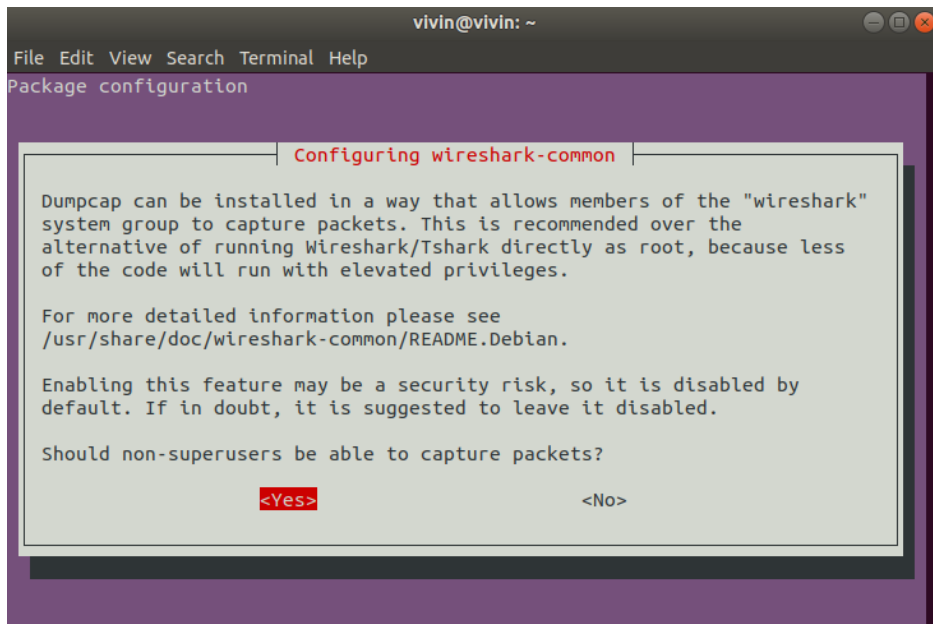 vivin@vivin: ~
File Edit View Search Terminal Help
Package configuration
Configuring wireshark-common
Dumpcap can be installed in a way that allows members of the "wireshark"
system group to capture packets. This is recommended over the
alternative of running Wireshark/Tshark directly as root, because less
of the code will run with elevated privileges.
For more detailed information please see
/usr/share/doc/wireshark-common/README.Debian.
Enabling this feature may be a security risk, so it is disabled by
default. If in doubt, it is suggested to leave it disabled.
Should non-superusers be able to capture packets?
<Yes> <No>